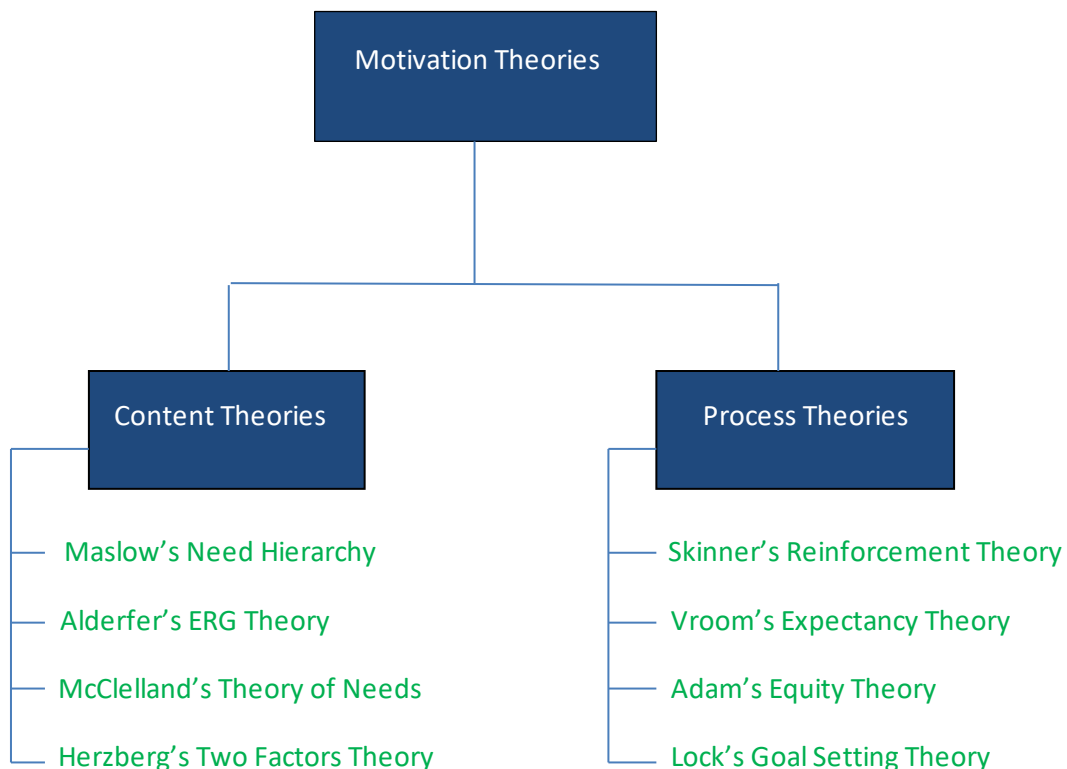 Motivation Theories
Content Theories
Maslow’s Need Hierarchy
Alderfer’s ERG Theory
McClelland’s Theory of Needs
Herzberg’s Two Factors Theory
Process Theories
Skinner’s Reinforcement Theory
Vroom’s Expectancy Theory
Adam’s Equity Theory
Lock’s Goal Setting Theory